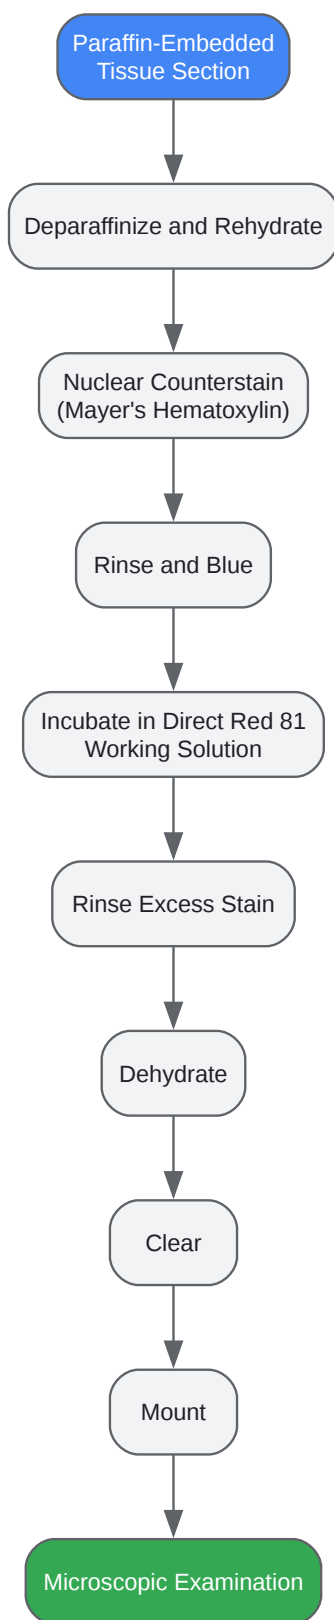 Paraffin-Embedded
Tissue Section
Deparaffinize and Rehydrate
Nuclear Counterstain
(Mayer's Hematoxylin)
Rinse and Blue
Incubate in Direct Red 81
Working Solution
Rinse Excess Stain
Dehydrate
Clear
Mount
Microscopic Examination